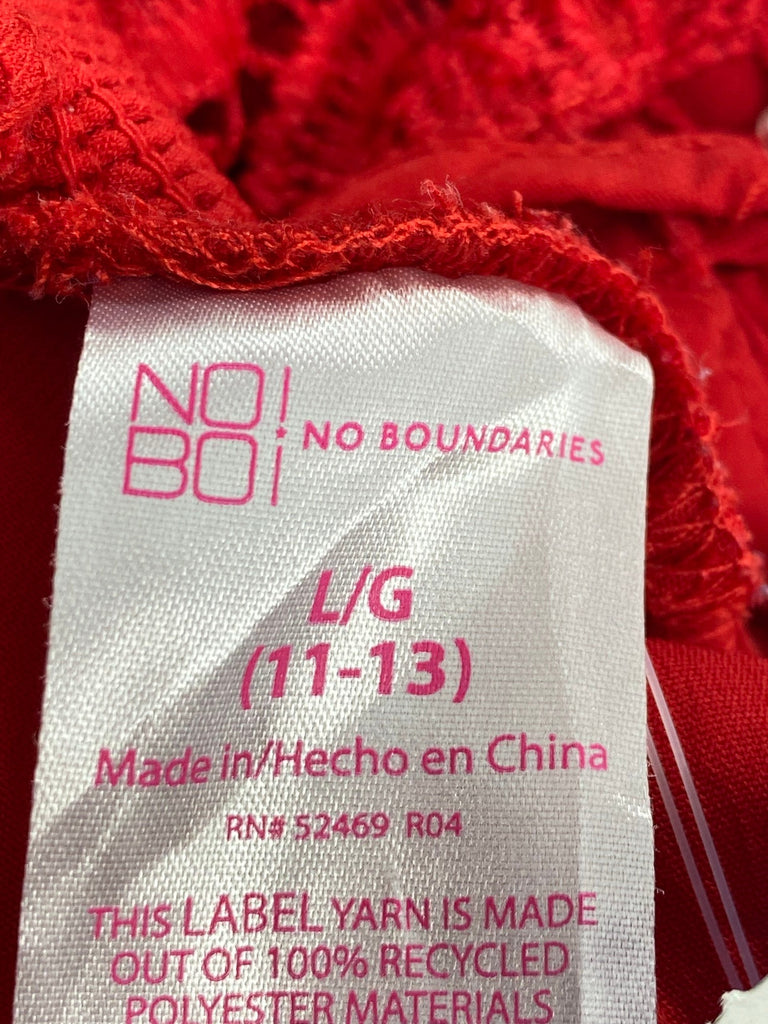 NO
BO
NO BOUNDARIES
L/G
(11-13)
Made in/Hecho en China
RN# 52469 R04
THIS LABEL YARN IS MADE
OUT OF 100% RECYCLED
POLYESTER MATERIALS